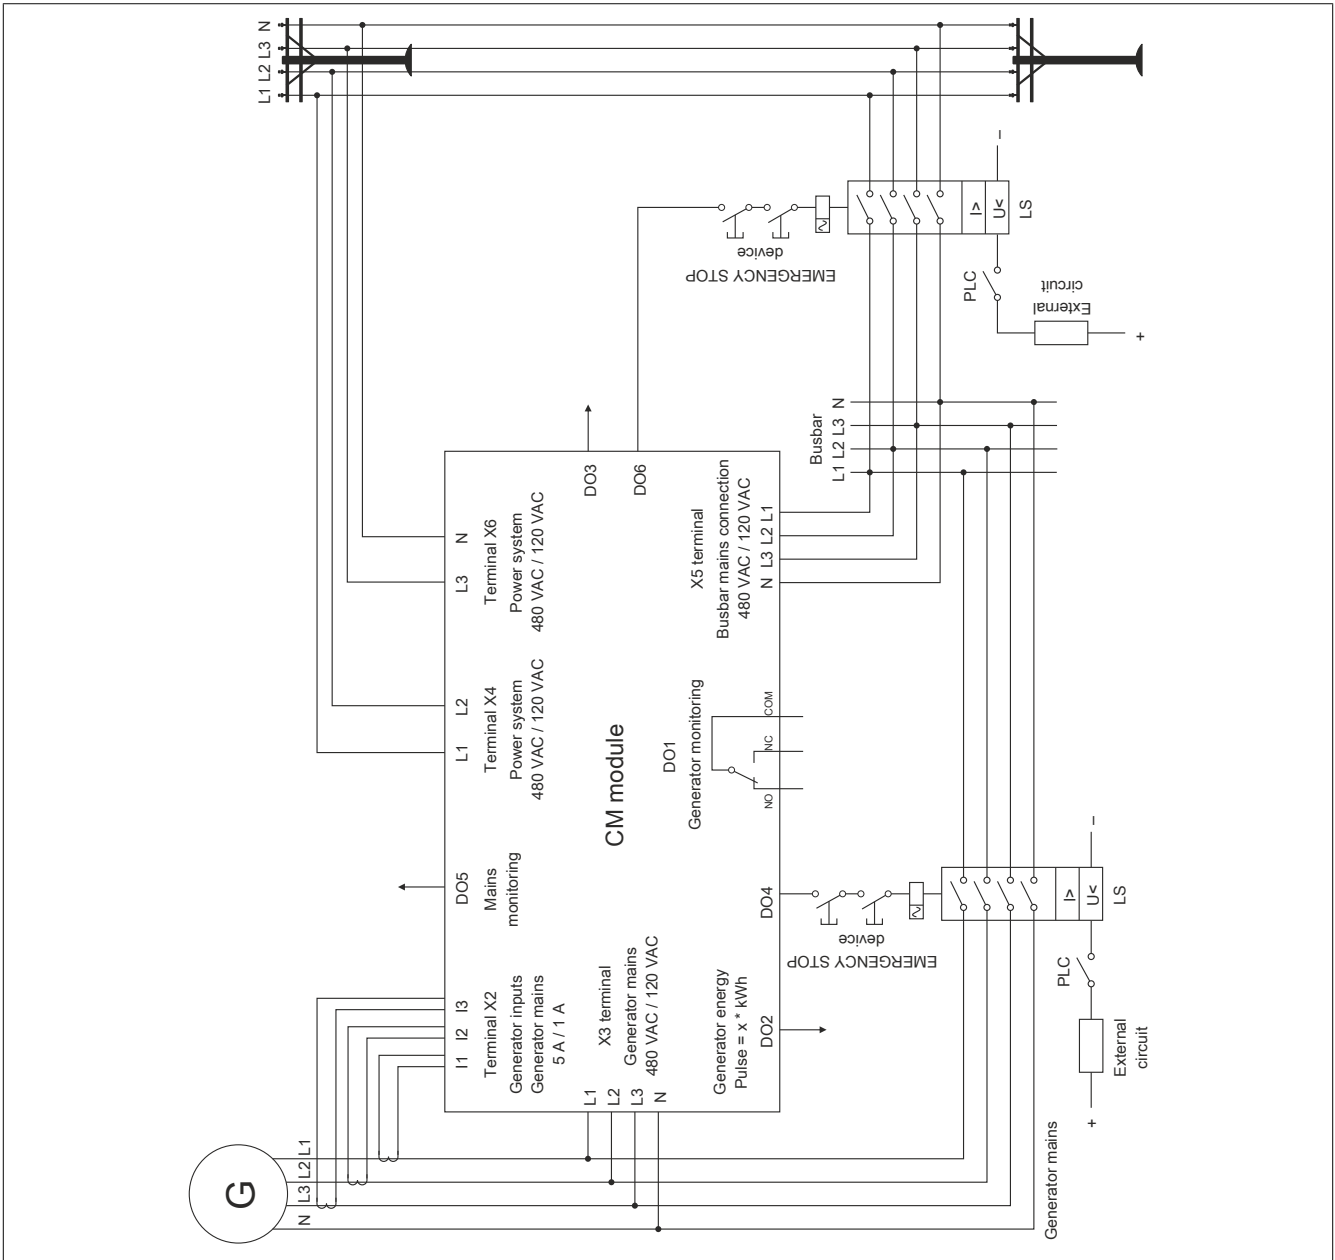 N
L3
L2
L1
I>
U<
LS
–
EMERGENCY STOP
device
PLC
External
circuit
+
Busbar
N
L3
L2
L1
DO3
DO6
N
L3
Terminal X6
Power system
480 VAC / 120 VAC
X5 terminal
Busbar mains connection
480 VAC / 120 VAC
N L3 L2 L1
L2
L1
Terminal X4
Power system
480 VAC / 120 VAC
CM module
DO1
Generator monitoring
COM
NC
NO
DO5
Mains
monitoring
DO4
EMERGENCY STOP
device
I>
U<
LS
–
PLC
External
circuit
+
I3
I2
I1
Terminal X2
Generator inputs
Generator mains
5 A / 1 A
X3 terminal
Generator mains
480 VAC / 120 VAC
L1
L2
L3
N
Generator energy
Pulse = x * kWh
DO2
G
N L3 L2 L1
Generator mains